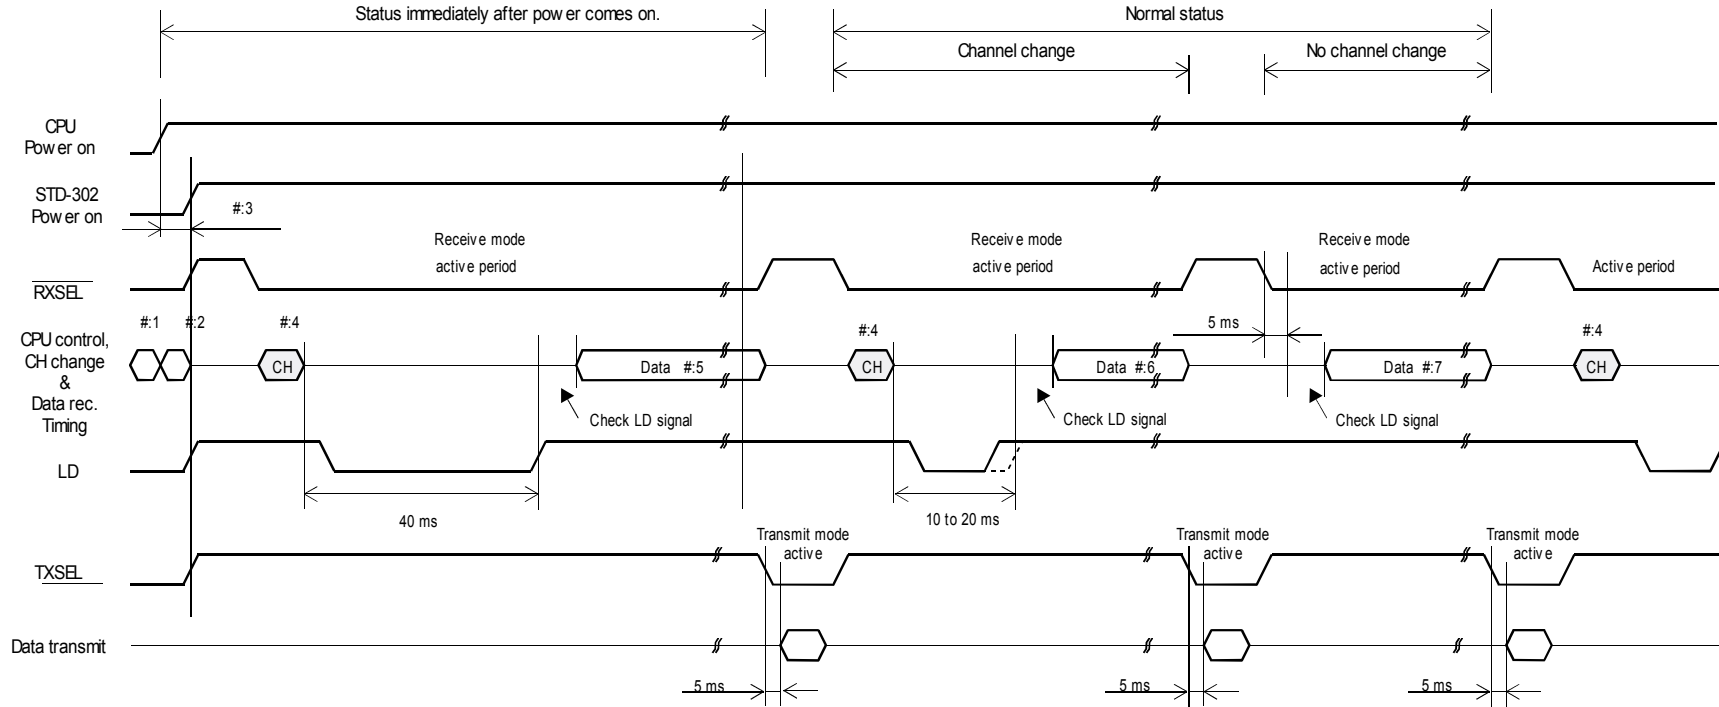 Status immediately after power comes on.
Normal status
Channel change
No channel change
CPU
Power on
STD-302
Power on
#:3
Receive mode
active period
Receive mode
active period
Receive mode
active period
Active period
RXSEL
#:1
#:2
#:4
5 ms
#:4
#:4
CPU control,
CH change
&
Data rec.
Timing
CH
Data #:5
CH
Data #:6
Data #:7
CH
Check LD signal
Check LD signal
Check LD signal
LD
40 ms
10 to 20 ms
Transmit mode
active
Transmit mode
active
Transmit mode
active
TXSEL
Data transmit
5 ms
5 ms
5 ms